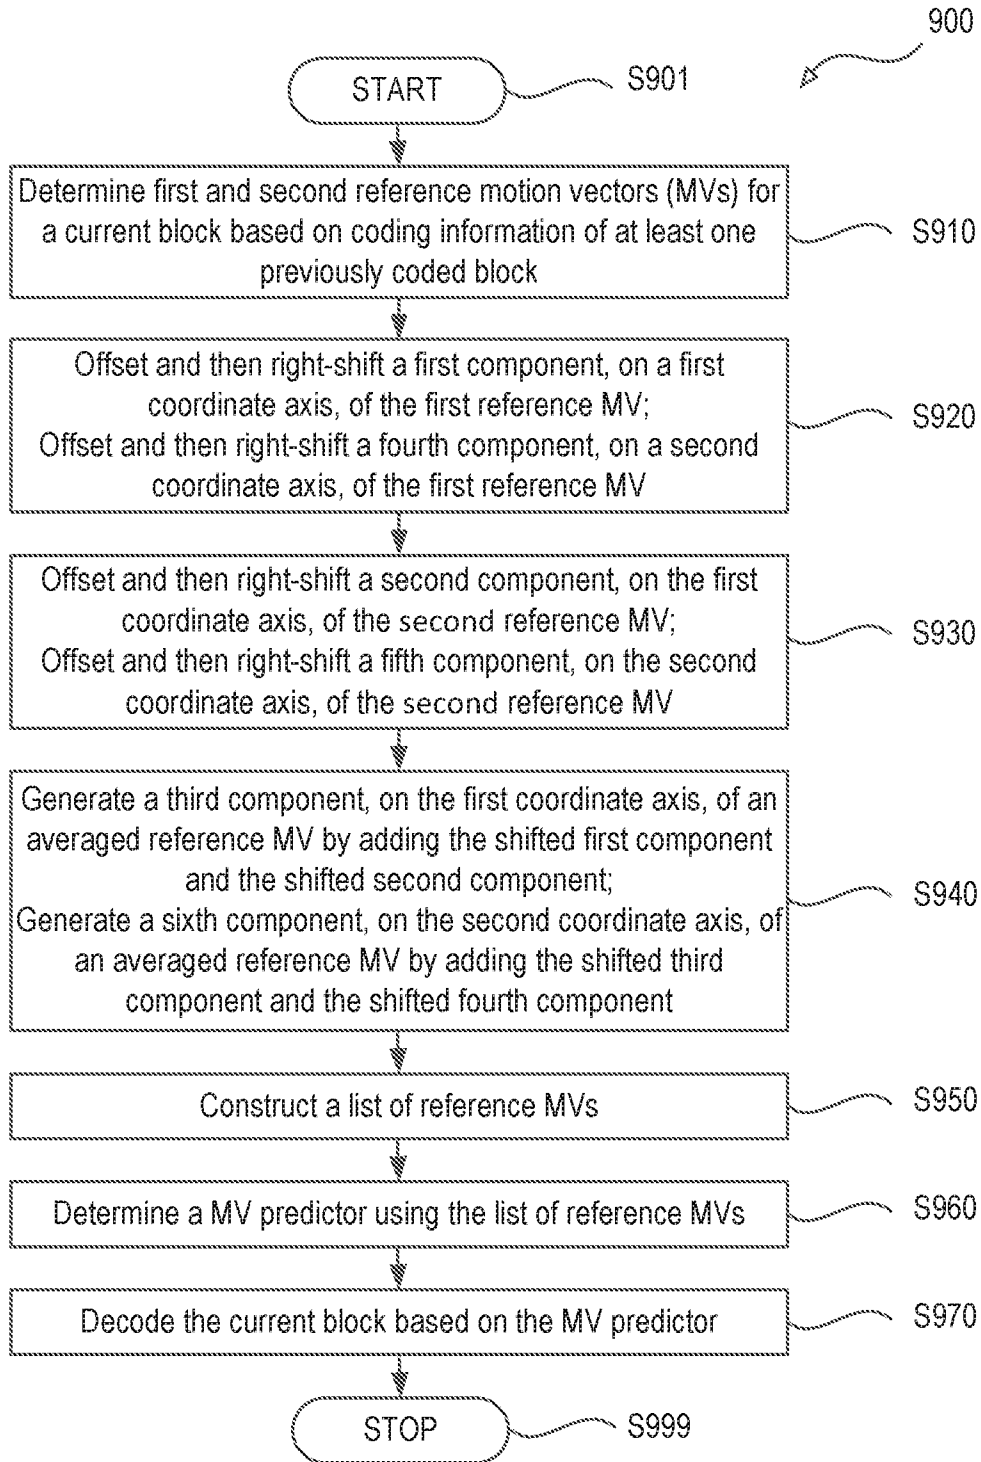 900
START
S901
Determine first and second reference motion vectors (MVs) for
a current block based on coding information of at least one
previously coded block
S910
Offset and then right-shift a first component, on a first
coordinate axis, of the first reference MV;
Offset and then right-shift a fourth component, on a second
coordinate axis, of the first reference MV
S920
Offset and then right-shift a second component, on the first
coordinate axis, of the second reference MV;
Offset and then right-shift a fifth component, on the second
coordinate axis, of the second reference MV
S930
Generate a third component, on the first coordinate axis, of an
averaged reference MV by adding the shifted first component
and the shifted second component;
Generate a sixth component, on the second coordinate axis, of
an averaged reference MV by adding the shifted third
component and the shifted fourth component
S940
Construct a list of reference MVs
S950
Determine a MV predictor using the list of reference MVs
S960
Decode the current block based on the MV predictor
S970
STOP
S999